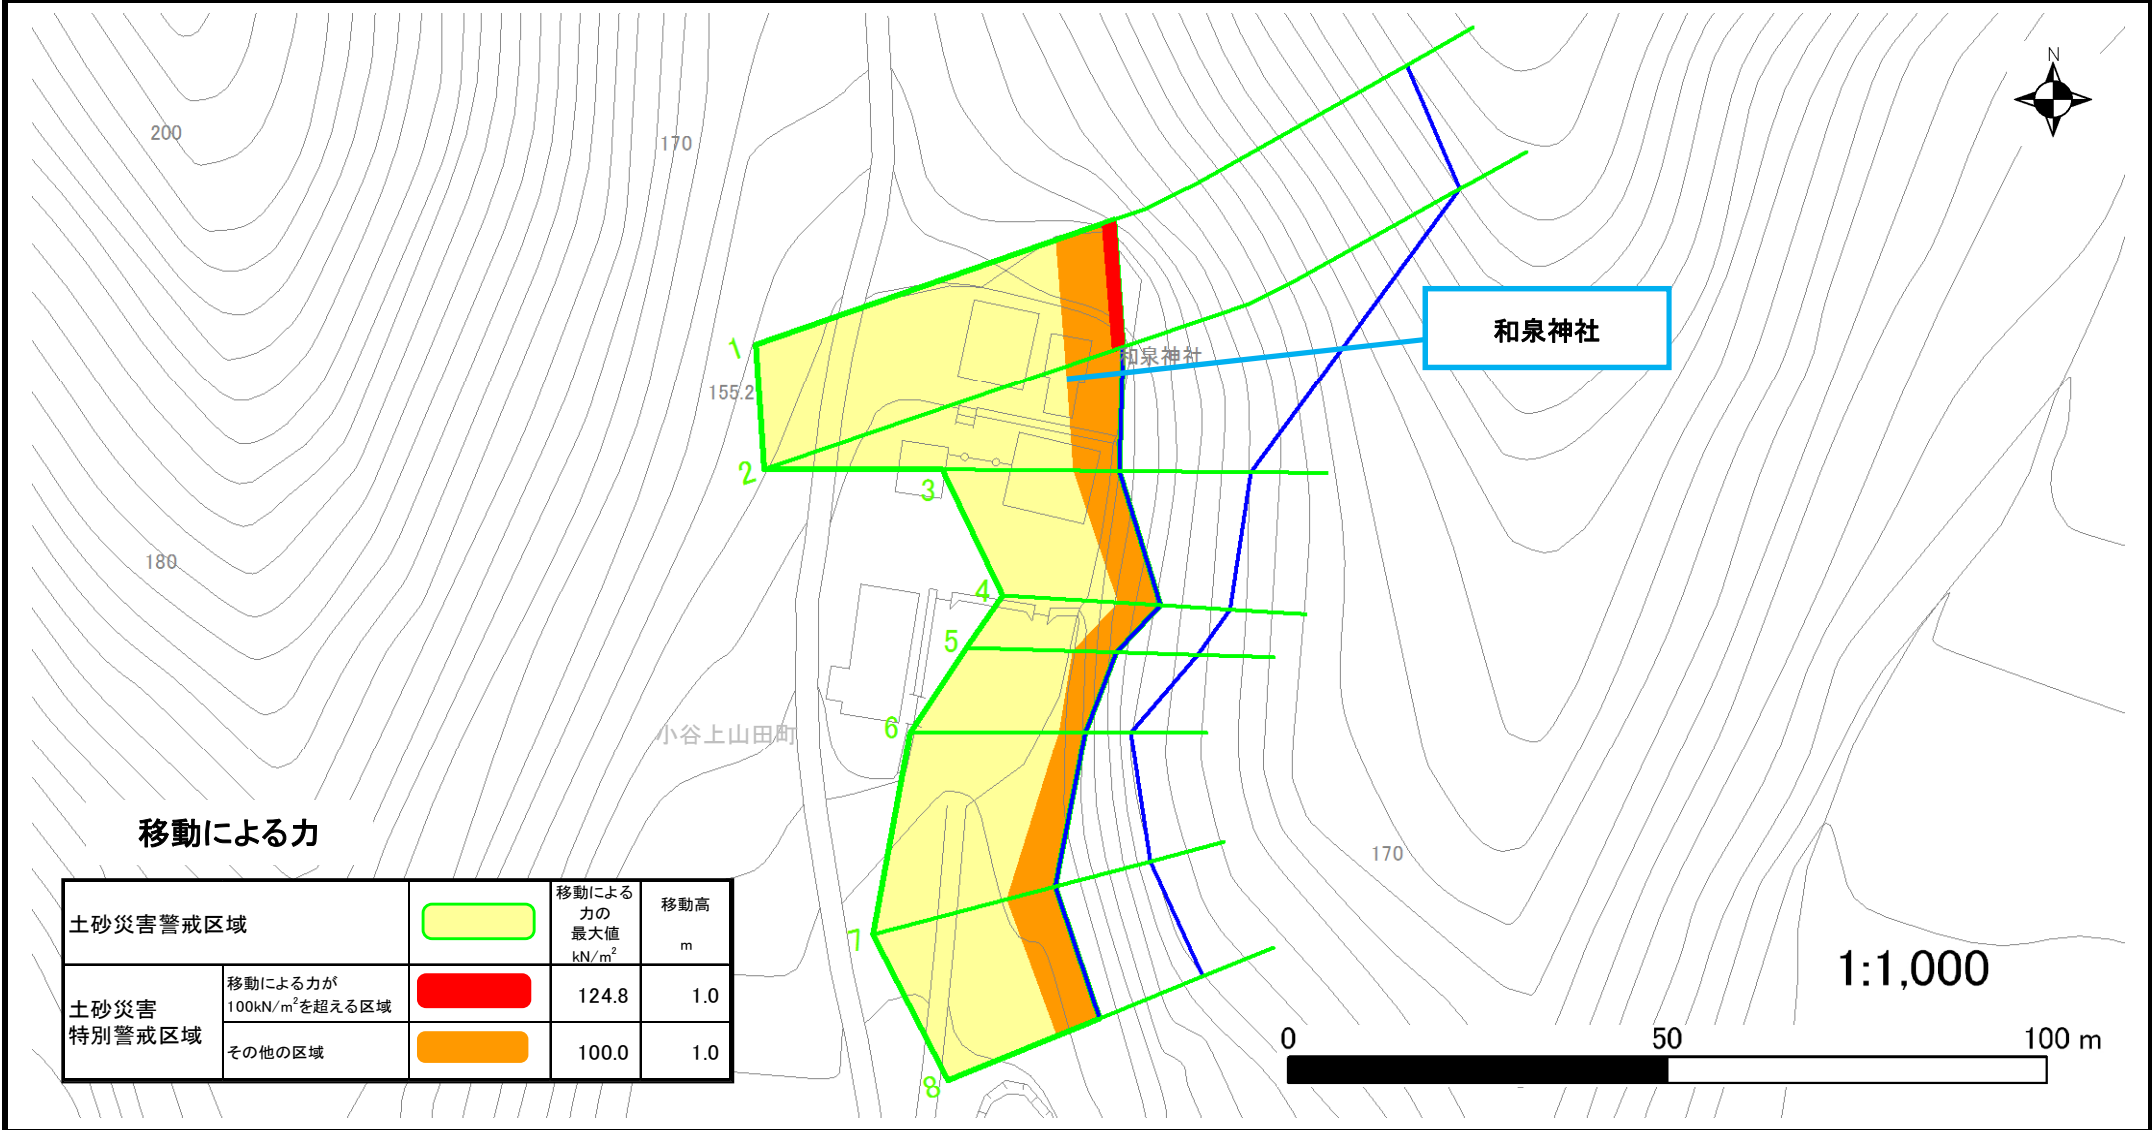 N
200
170
和泉神社
1
和泉神社
155.2
2
3
180
4
5
6
小谷上山田町
移動による力
170
7
土砂災害警戒区域
移動による
力の
最大値
kN/m²
移動高
m
土砂災害
特別警戒区域
移動による力が
100kN/m²を超える区域
124.8
1.0
その他の区域
100.0
1.0
1:1,000
0
50
100 m
8